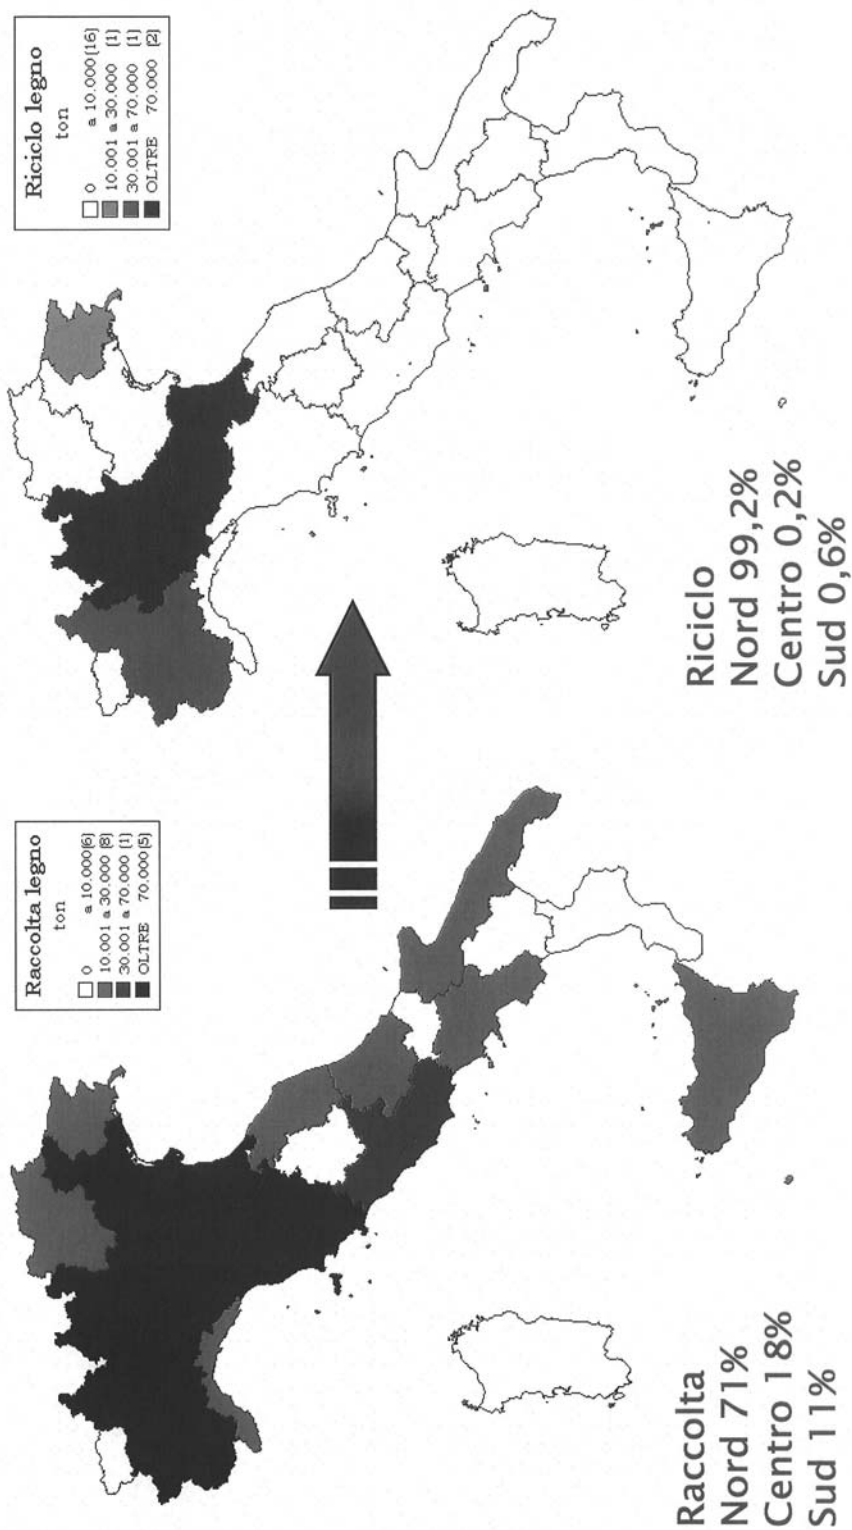 Raccolta legno
ton
0 a 10.000[6]
10.001 a 30.000 [8]
30.001 a 70.000 [1]
OLTRE 70.000[5]
Raccolta
Nord 71%
Centro 18%
Sud 11%
Riciclo legno
ton
0 a 10.000[16]
10.001 a 30.000 [1]
30.001 a 70.000 [1]
OLTRE 70.000 [2]
Riciclo
Nord 99,2%
Centro 0,2%
Sud 0,6%